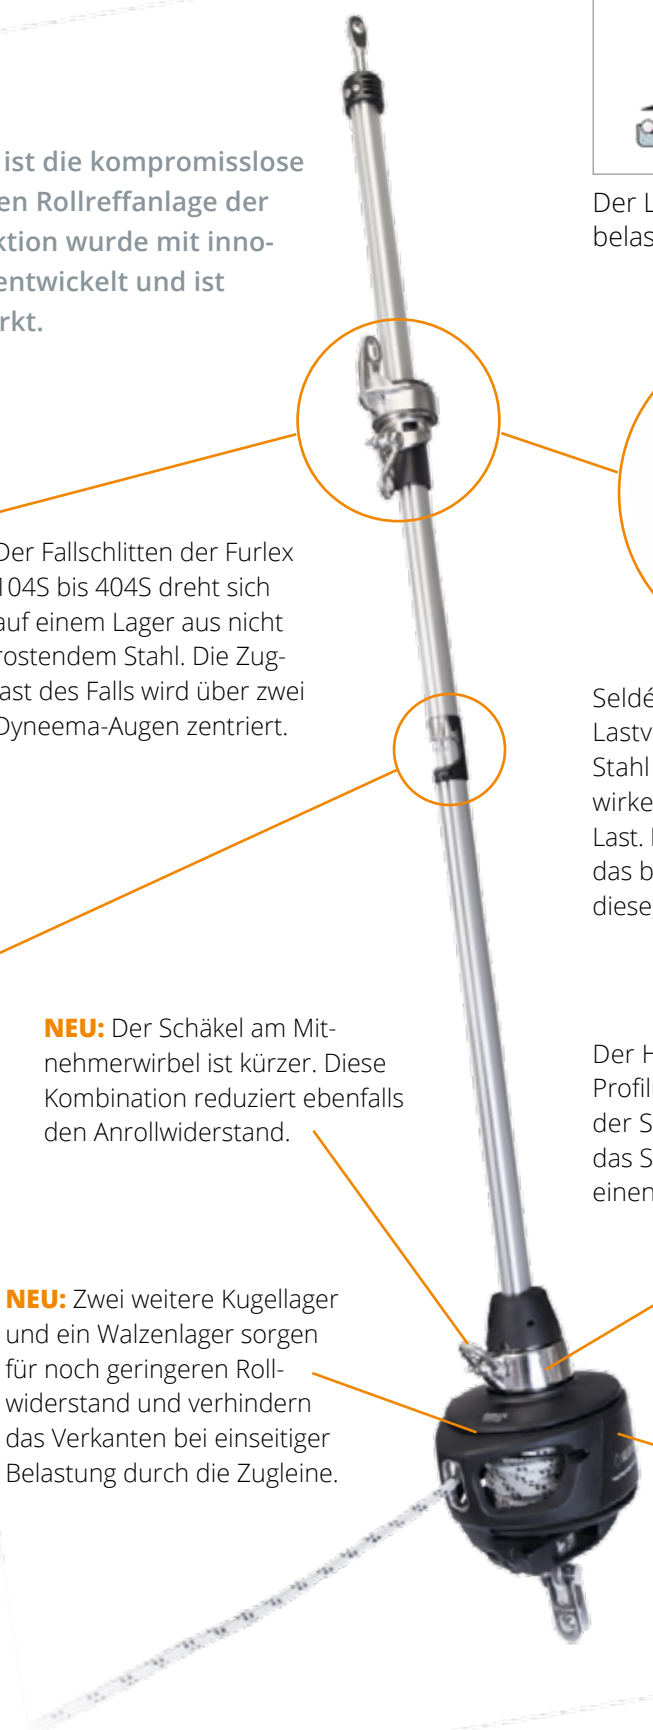 ist die kompromisslose
en Rollreffanlage der
ktion wurde mit inno-
entwickelt und ist
rkt.
Der L
belas
Der Fallschlitten der Furlex
104S bis 404S dreht sich
auf einem Lager aus nicht
rostendem Stahl. Die Zug-
last des Falls wird über zwei
Dyneema-Augen zentriert.
Seldé
Lastv
Stahl
wirke
Last.
das b
diese
NEU: Der Schäkel am Mit-
nehmerwirbel ist kürzer. Diese
Kombination reduziert ebenfalls
den Anrollwiderstand.
Der H
Profil
der S
das S
einen
NEU: Zwei weitere Kugellager
und ein Walzenlager sorgen
für noch geringeren Roll-
widerstand und verhindern
das Verkanten bei einseitiger
Belastung durch die Zugleine.